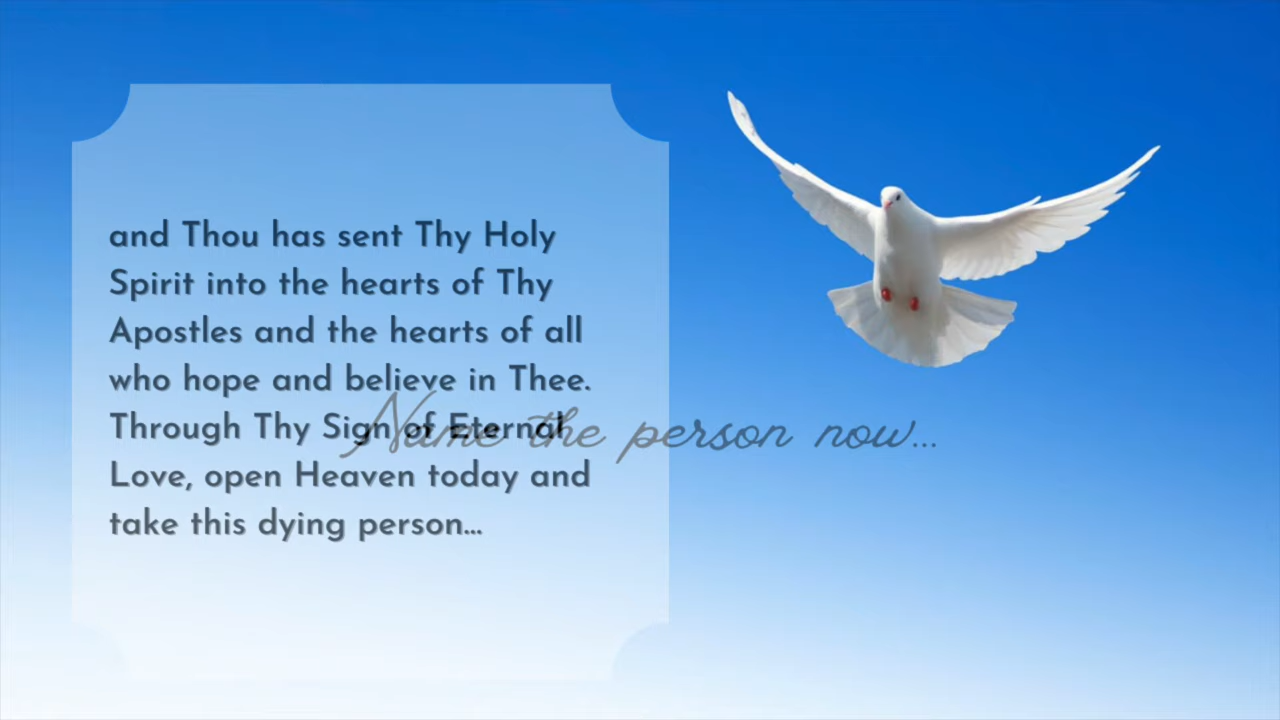 and Thou has sent Thy Holy
Spirit into the hearts of Thy
Apostles and the hearts of all
who hope and believe in Thee.
Through Thy Sign of Eternal
Love, open Heaven today and
take this dying person...
Name the person now...